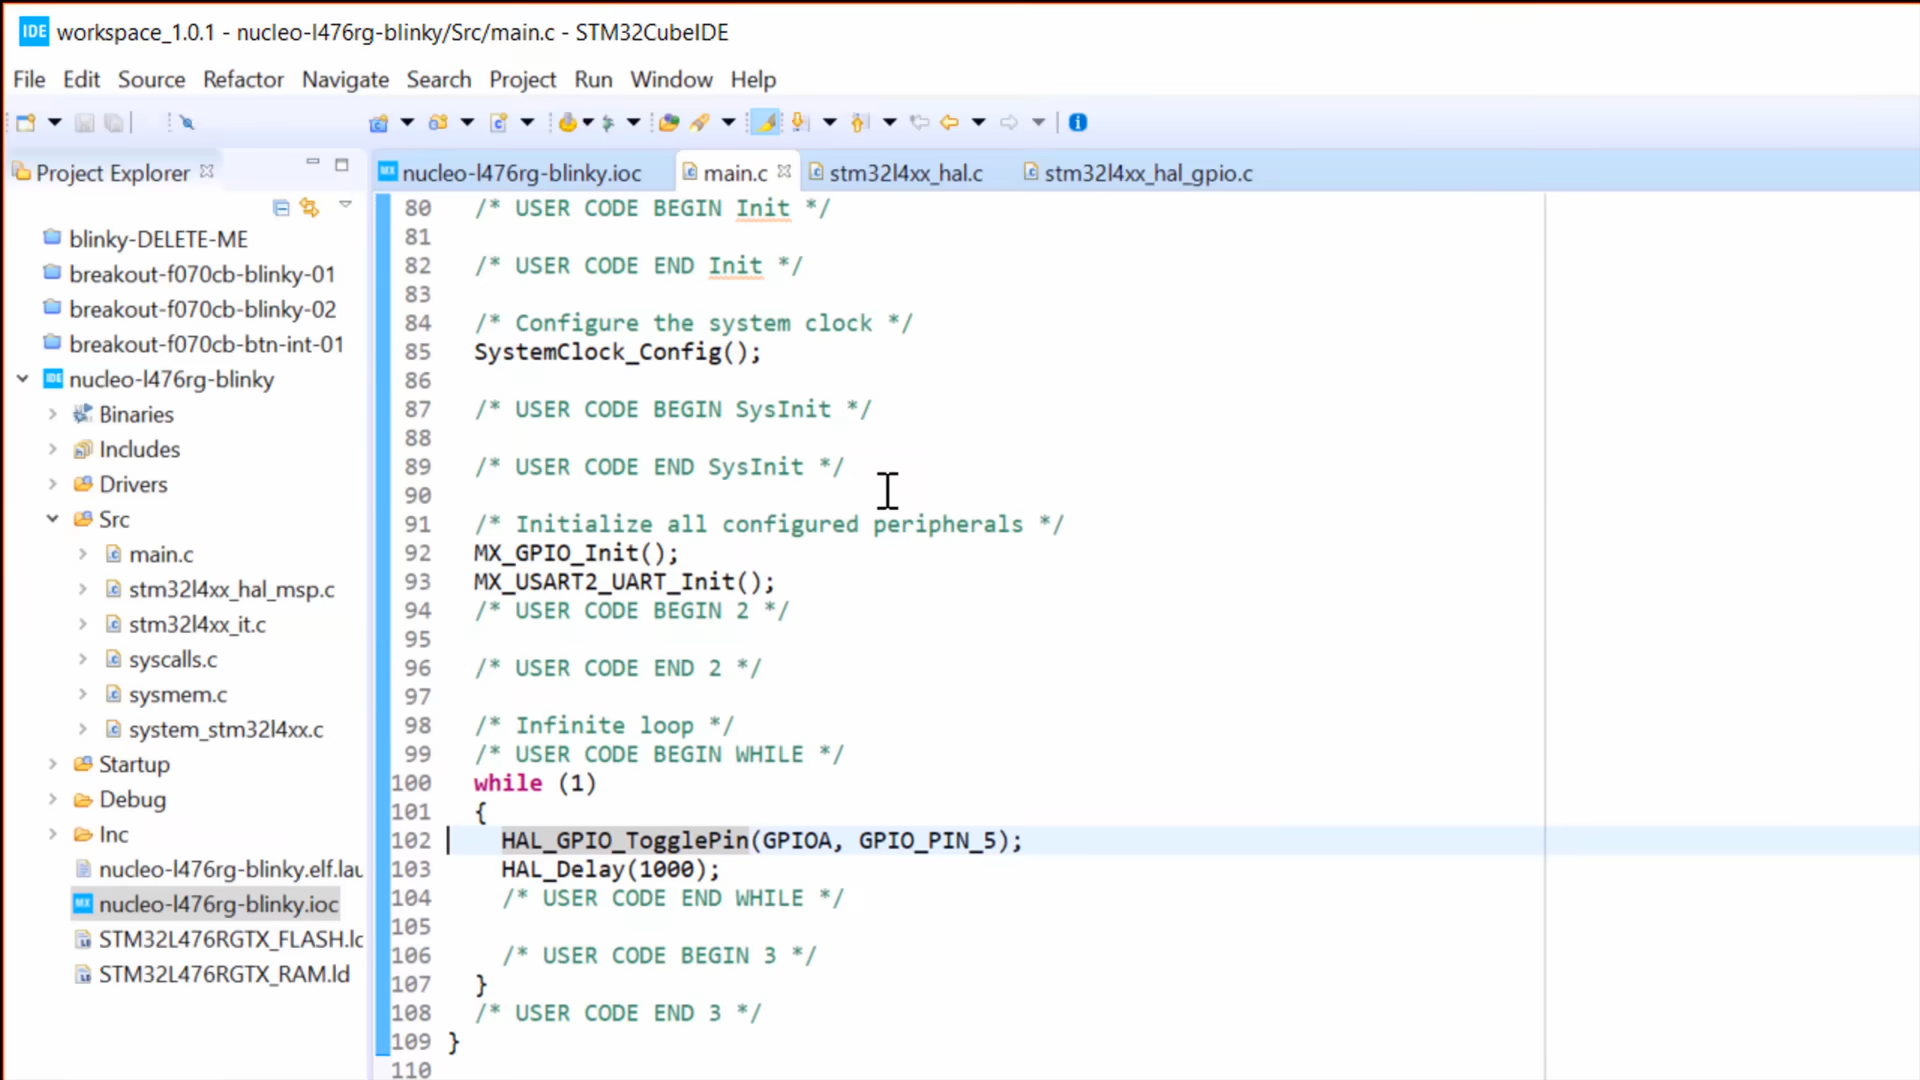 IDE workspace_1.0.1 - nucleo-l476rg-blinky/Src/main.c - STM32CubeIDE
File Edit Source Refactor Navigate Search Project Run Window Help
Project Explorer
blinky-DELETE-ME
breakout-f070cb-blinky-01
breakout-f070cb-blinky-02
breakout-f070cb-btn-int-01
IDE nucleo-l476rg-blinky
Binaries
Includes
Drivers
Src
main.c
stm32l4xx_hal_msp.c
stm32l4xx_it.c
syscalls.c
sysmem.c
system_stm32l4xx.c
Startup
Debug
Inc
nucleo-l476rg-blinky.elf.lau
MX nucleo-l476rg-blinky.ioc
STM32L476RGTX_FLASH.lc
STM32L476RGTX_RAM.ld
MX nucleo-l476rg-blinky.ioc main.c stm32l4xx_hal.c stm32l4xx_hal_gpio.c
80 /* USER CODE BEGIN Init */
81
82 /* USER CODE END Init */
83
84 /* Configure the system clock */
85 SystemClock_Config();
86
87 /* USER CODE BEGIN SysInit */
88
89 /* USER CODE END SysInit */
90
91 /* Initialize all configured peripherals */
92 MX_GPIO_Init();
93 MX_USART2_UART_Init();
94 /* USER CODE BEGIN 2 */
95
96 /* USER CODE END 2 */
97
98 /* Infinite loop */
99 /* USER CODE BEGIN WHILE */
100 while (1)
101 {
102 HAL_GPIO_TogglePin(GPIOA, GPIO_PIN_5);
103 HAL_Delay(1000);
104 /* USER CODE END WHILE */
105
106 /* USER CODE BEGIN 3 */
107 }
108 /* USER CODE END 3 */
109 }
110